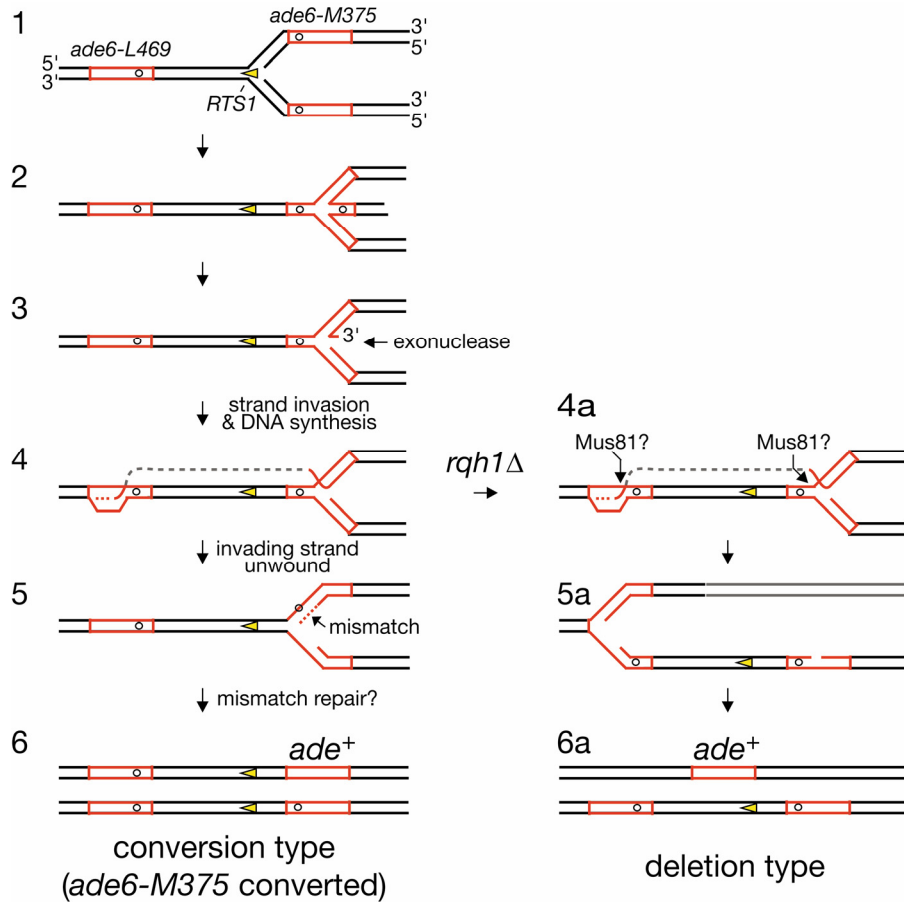 1
ade6-M375
3'
5'
ade6-L469
5'
3'
RTS1
3'
5'
2
3
3'
exonuclease
strand invasion
& DNA synthesis
4
rqh1Δ
4a
Mus81?
Mus81?
invading strand
unwound
5
mismatch
5a
mismatch repair?
6
ade+
6a
ade+
conversion type
(ade6-M375 converted)
deletion type